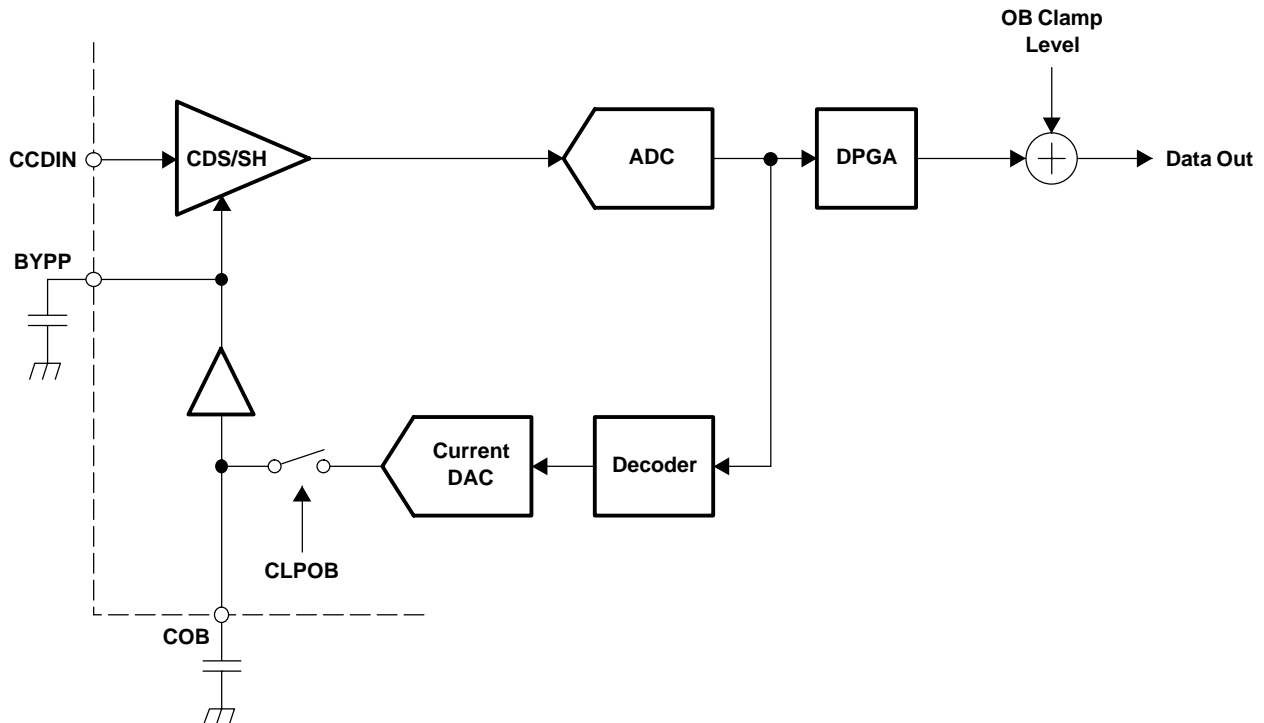 OB Clamp
Level
CCDIN
CDS/SH
ADC
DPGA
Data Out
BYPP
Current
DAC
Decoder
CLPOB
COB